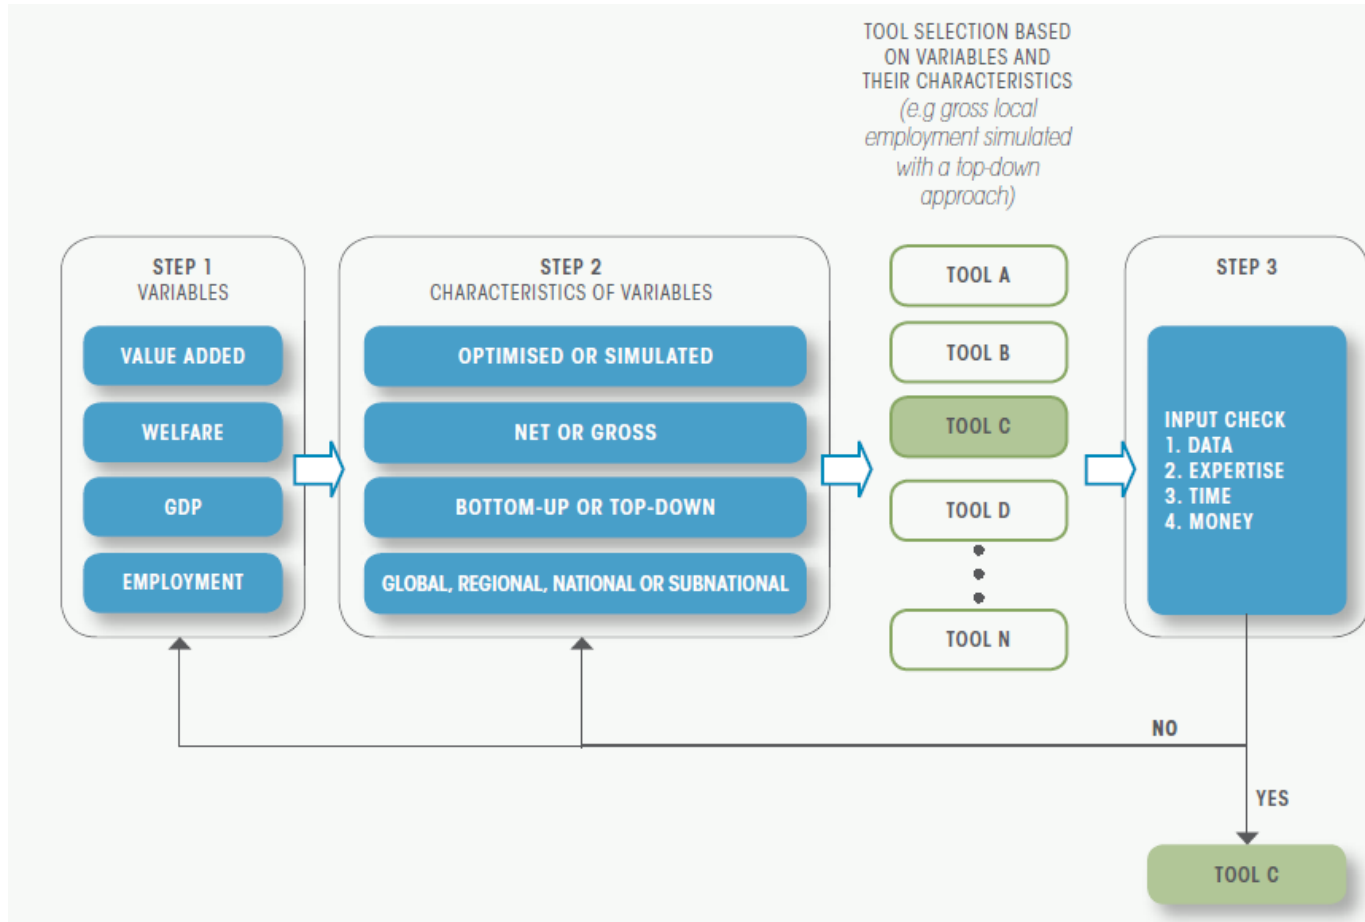 TOOL SELECTION BASED
ON VARIABLES AND
THEIR CHARACTERISTICS
(e.g gross local
employment simulated
with a top-down
approach)
STEP 1
VARIABLES
VALUE ADDED
WELFARE
GDP
EMPLOYMENT
STEP 2
CHARACTERISTICS OF VARIABLES
OPTIMISED OR SIMULATED
NET OR GROSS
BOTTOM-UP OR TOP-DOWN
GLOBAL, REGIONAL, NATIONAL OR SUBNATIONAL
TOOL A
TOOL B
TOOL C
TOOL D
TOOL N
STEP 3
INPUT CHECK
1. DATA
2. EXPERTISE
3. TIME
4. MONEY
NO
YES
TOOL C